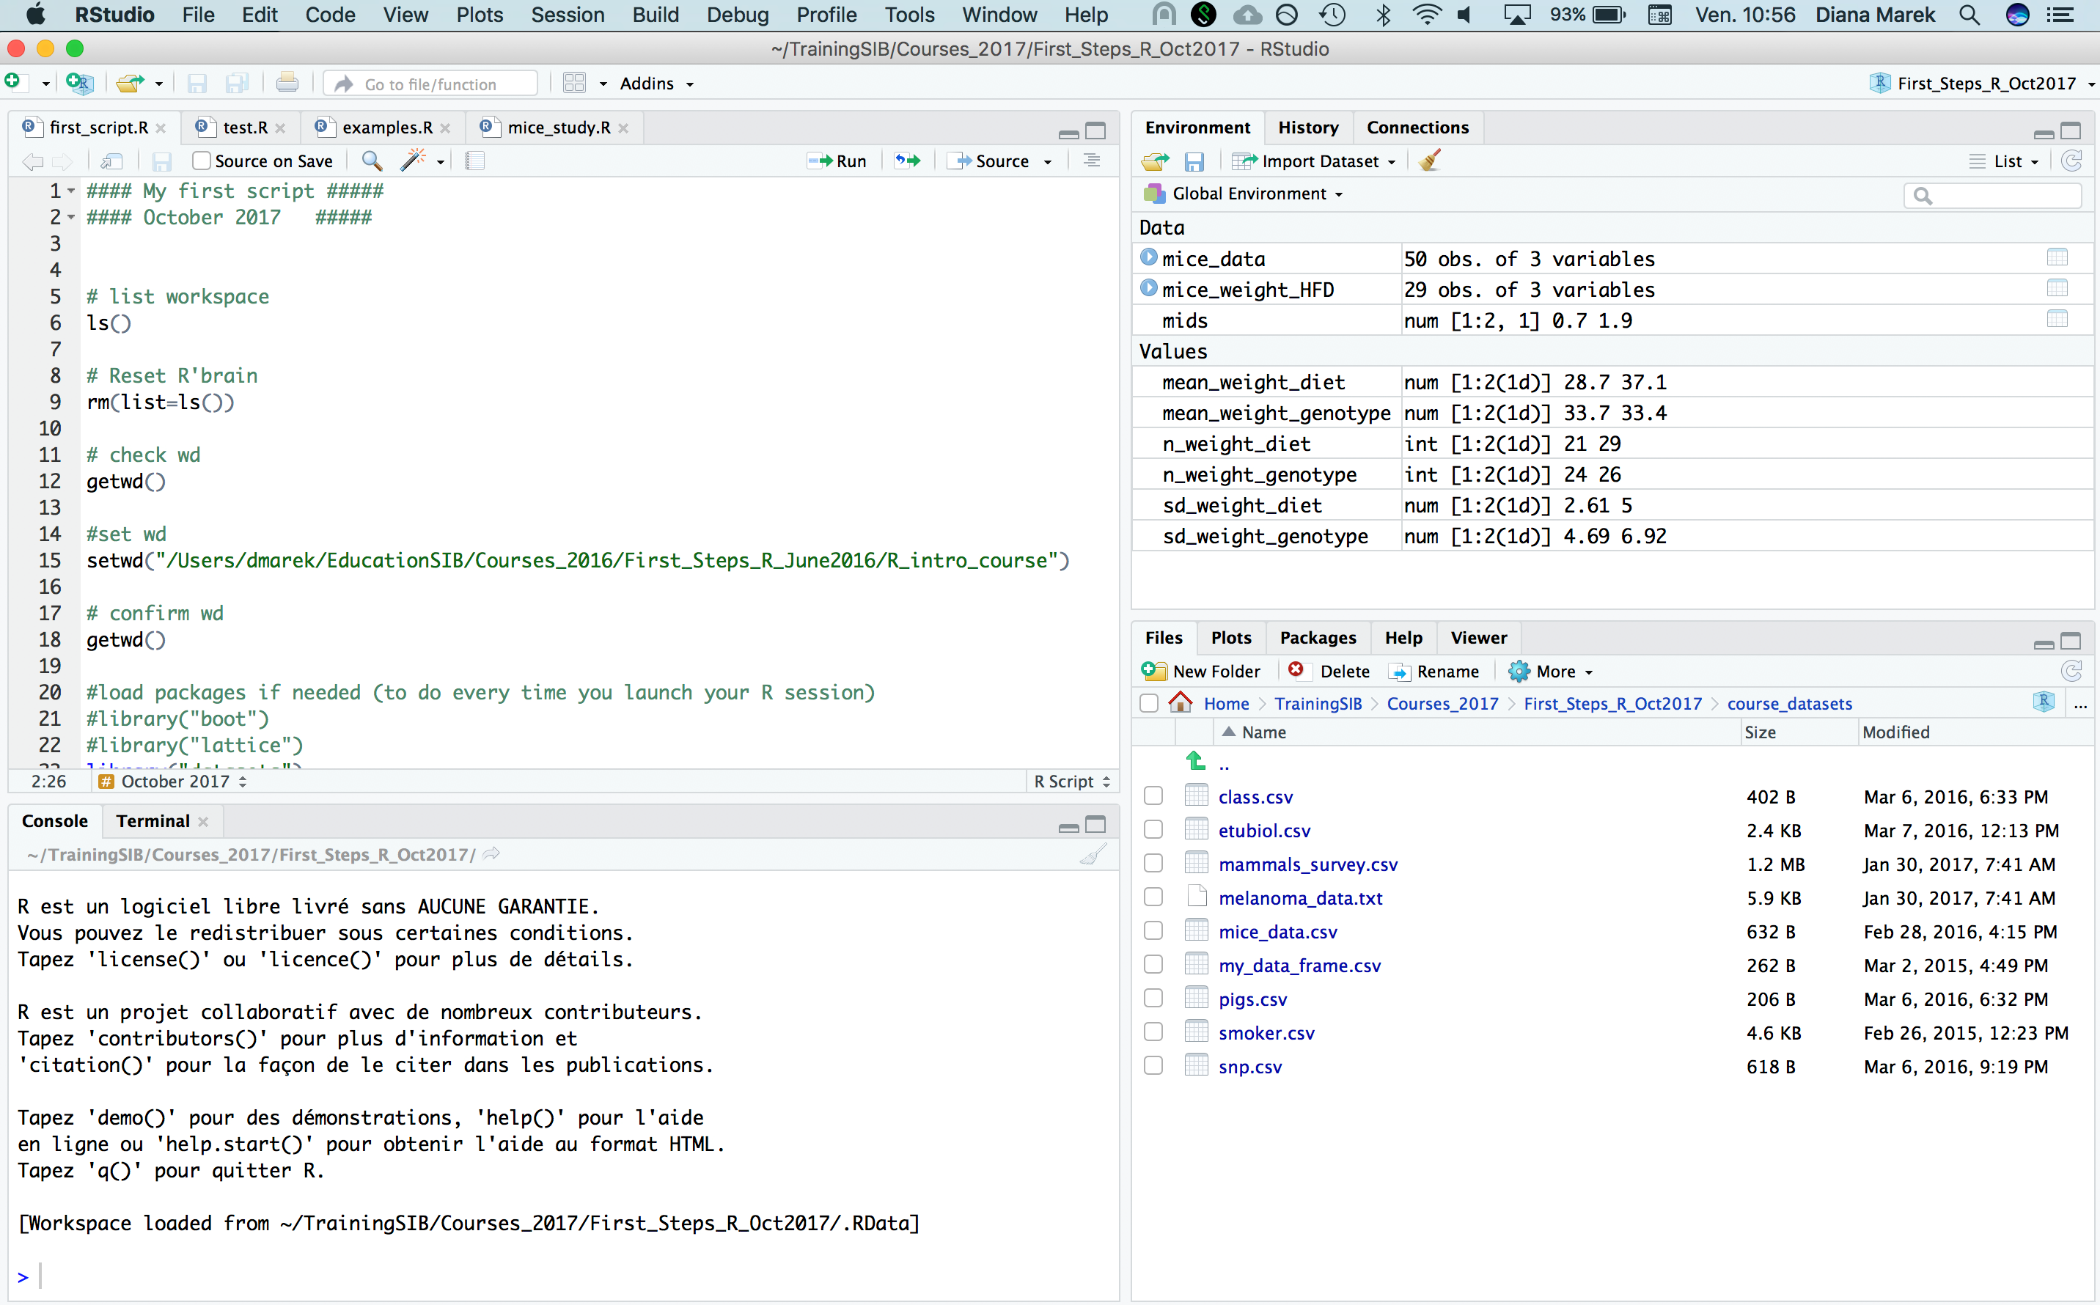 RStudio File Edit Code View Plots Session Build Debug Profile Tools Window Help 93% Ven. 10:56 Diana Marek
~/TrainingSIB/Courses_2017/First_Steps_R_Oct2017 - RStudio
Go to file/function Addins First_Steps_R_Oct2017
first_script.R test.R examples.R mice_study.R
Source on Save Run Source
1 #### My first script #####
2 #### October 2017   #####
3
4
5 # list workspace
6 ls()
7
8 # Reset R'brain
9 rm(list=ls())
10
11 # check wd
12 getwd()
13
14 #set wd
15 setwd("/Users/dmarek/EducationSIB/Courses_2016/First_Steps_R_June2016/R_intro_course")
16
17 # confirm wd
18 getwd()
19
20 #load packages if needed (to do every time you launch your R session)
21 #library("boot")
22 #library("lattice")
23 library("datasets")
2:26 # October 2017 R Script
Console Terminal
~/TrainingSIB/Courses_2017/First_Steps_R_Oct2017/
R est un logiciel libre livré sans AUCUNE GARANTIE.
Vous pouvez le redistribuer sous certaines conditions.
Tapez 'license()' ou 'licence()' pour plus de détails.
R est un projet collaboratif avec de nombreux contributeurs.
Tapez 'contributors()' pour plus d'information et
'citation()' pour la façon de le citer dans les publications.
Tapez 'demo()' pour des démonstrations, 'help()' pour l'aide
en ligne ou 'help.start()' pour obtenir l'aide au format HTML.
Tapez 'q()' pour quitter R.
[Workspace loaded from ~/TrainingSIB/Courses_2017/First_Steps_R_Oct2017/.RData]
>
Environment History Connections
Import Dataset List
Global Environment
Data
mice_data 50 obs. of 3 variables
mice_weight_HFD 29 obs. of 3 variables
mids num [1:2, 1] 0.7 1.9
Values
mean_weight_diet num [1:2(1d)] 28.7 37.1
mean_weight_genotype num [1:2(1d)] 33.7 33.4
n_weight_diet int [1:2(1d)] 21 29
n_weight_genotype int [1:2(1d)] 24 26
sd_weight_diet num [1:2(1d)] 2.61 5
sd_weight_genotype num [1:2(1d)] 4.69 6.92
Files Plots Packages Help Viewer
New Folder Delete Rename More
Home > TrainingSIB > Courses_2017 > First_Steps_R_Oct2017 > course_datasets ...
Name Size Modified
..
class.csv 402 B Mar 6, 2016, 6:33 PM
etubiol.csv 2.4 KB Mar 7, 2016, 12:13 PM
mammals_survey.csv 1.2 MB Jan 30, 2017, 7:41 AM
melanoma_data.txt 5.9 KB Jan 30, 2017, 7:41 AM
mice_data.csv 632 B Feb 28, 2016, 4:15 PM
my_data_frame.csv 262 B Mar 2, 2015, 4:49 PM
pigs.csv 206 B Mar 6, 2016, 6:32 PM
smoker.csv 4.6 KB Feb 26, 2015, 12:23 PM
snp.csv 618 B Mar 6, 2016, 9:19 PM